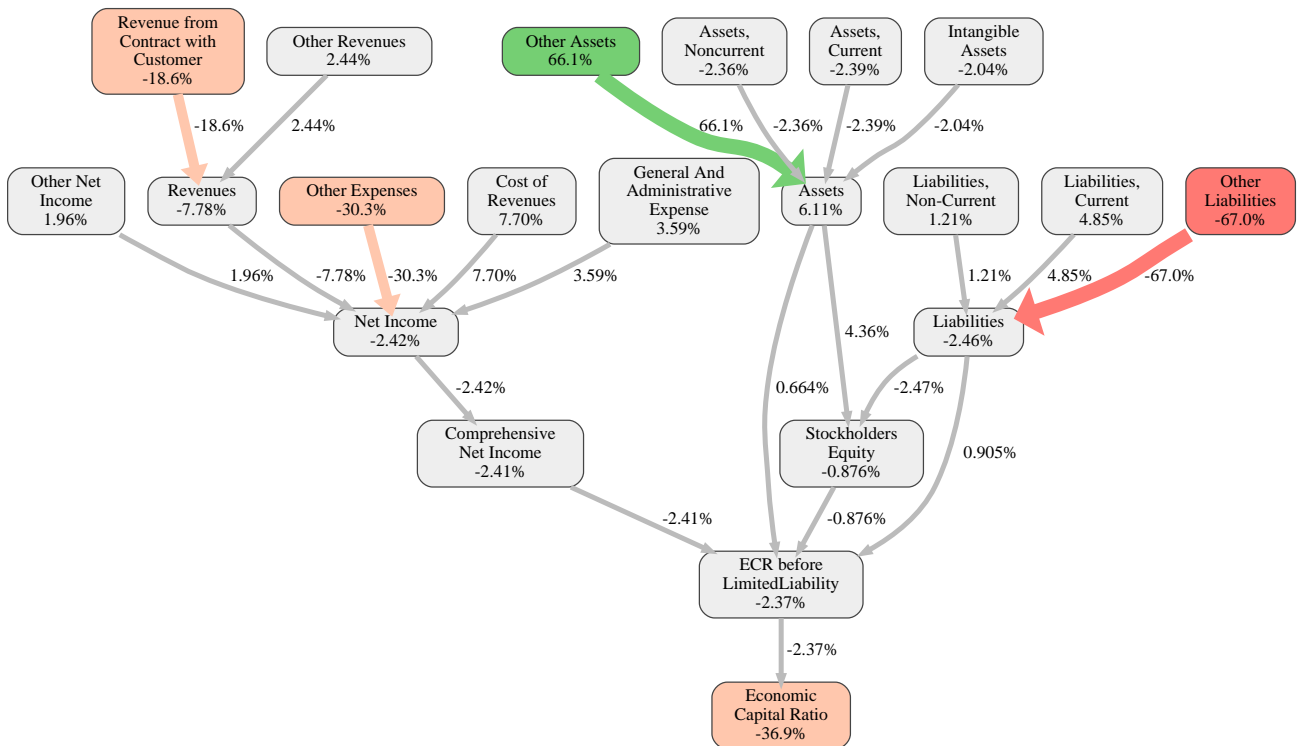 Revenue from
Contract with
Customer
-18.6%
Other Revenues
2.44%
Other Assets
66.1%
Assets,
Noncurrent
-2.36%
Assets,
Current
-2.39%
Intangible
Assets
-2.04%
-18.6%
2.44%
66.1%
-2.36%
-2.39%
-2.04%
Other Net
Income
1.96%
Revenues
-7.78%
Other Expenses
-30.3%
Cost of
Revenues
7.70%
General And
Administrative
Expense
3.59%
Assets
6.11%
Liabilities,
Non-Current
1.21%
Liabilities,
Current
4.85%
Other
Liabilities
-67.0%
1.96%
-7.78%
-30.3%
7.70%
3.59%
1.21%
4.85%
-67.0%
Net Income
-2.42%
4.36%
Liabilities
-2.46%
-2.42%
0.664%
-2.47%
Comprehensive
Net Income
-2.41%
Stockholders
Equity
-0.876%
0.905%
-2.41%
-0.876%
ECR before
LimitedLiability
-2.37%
-2.37%
Economic
Capital Ratio
-36.9%